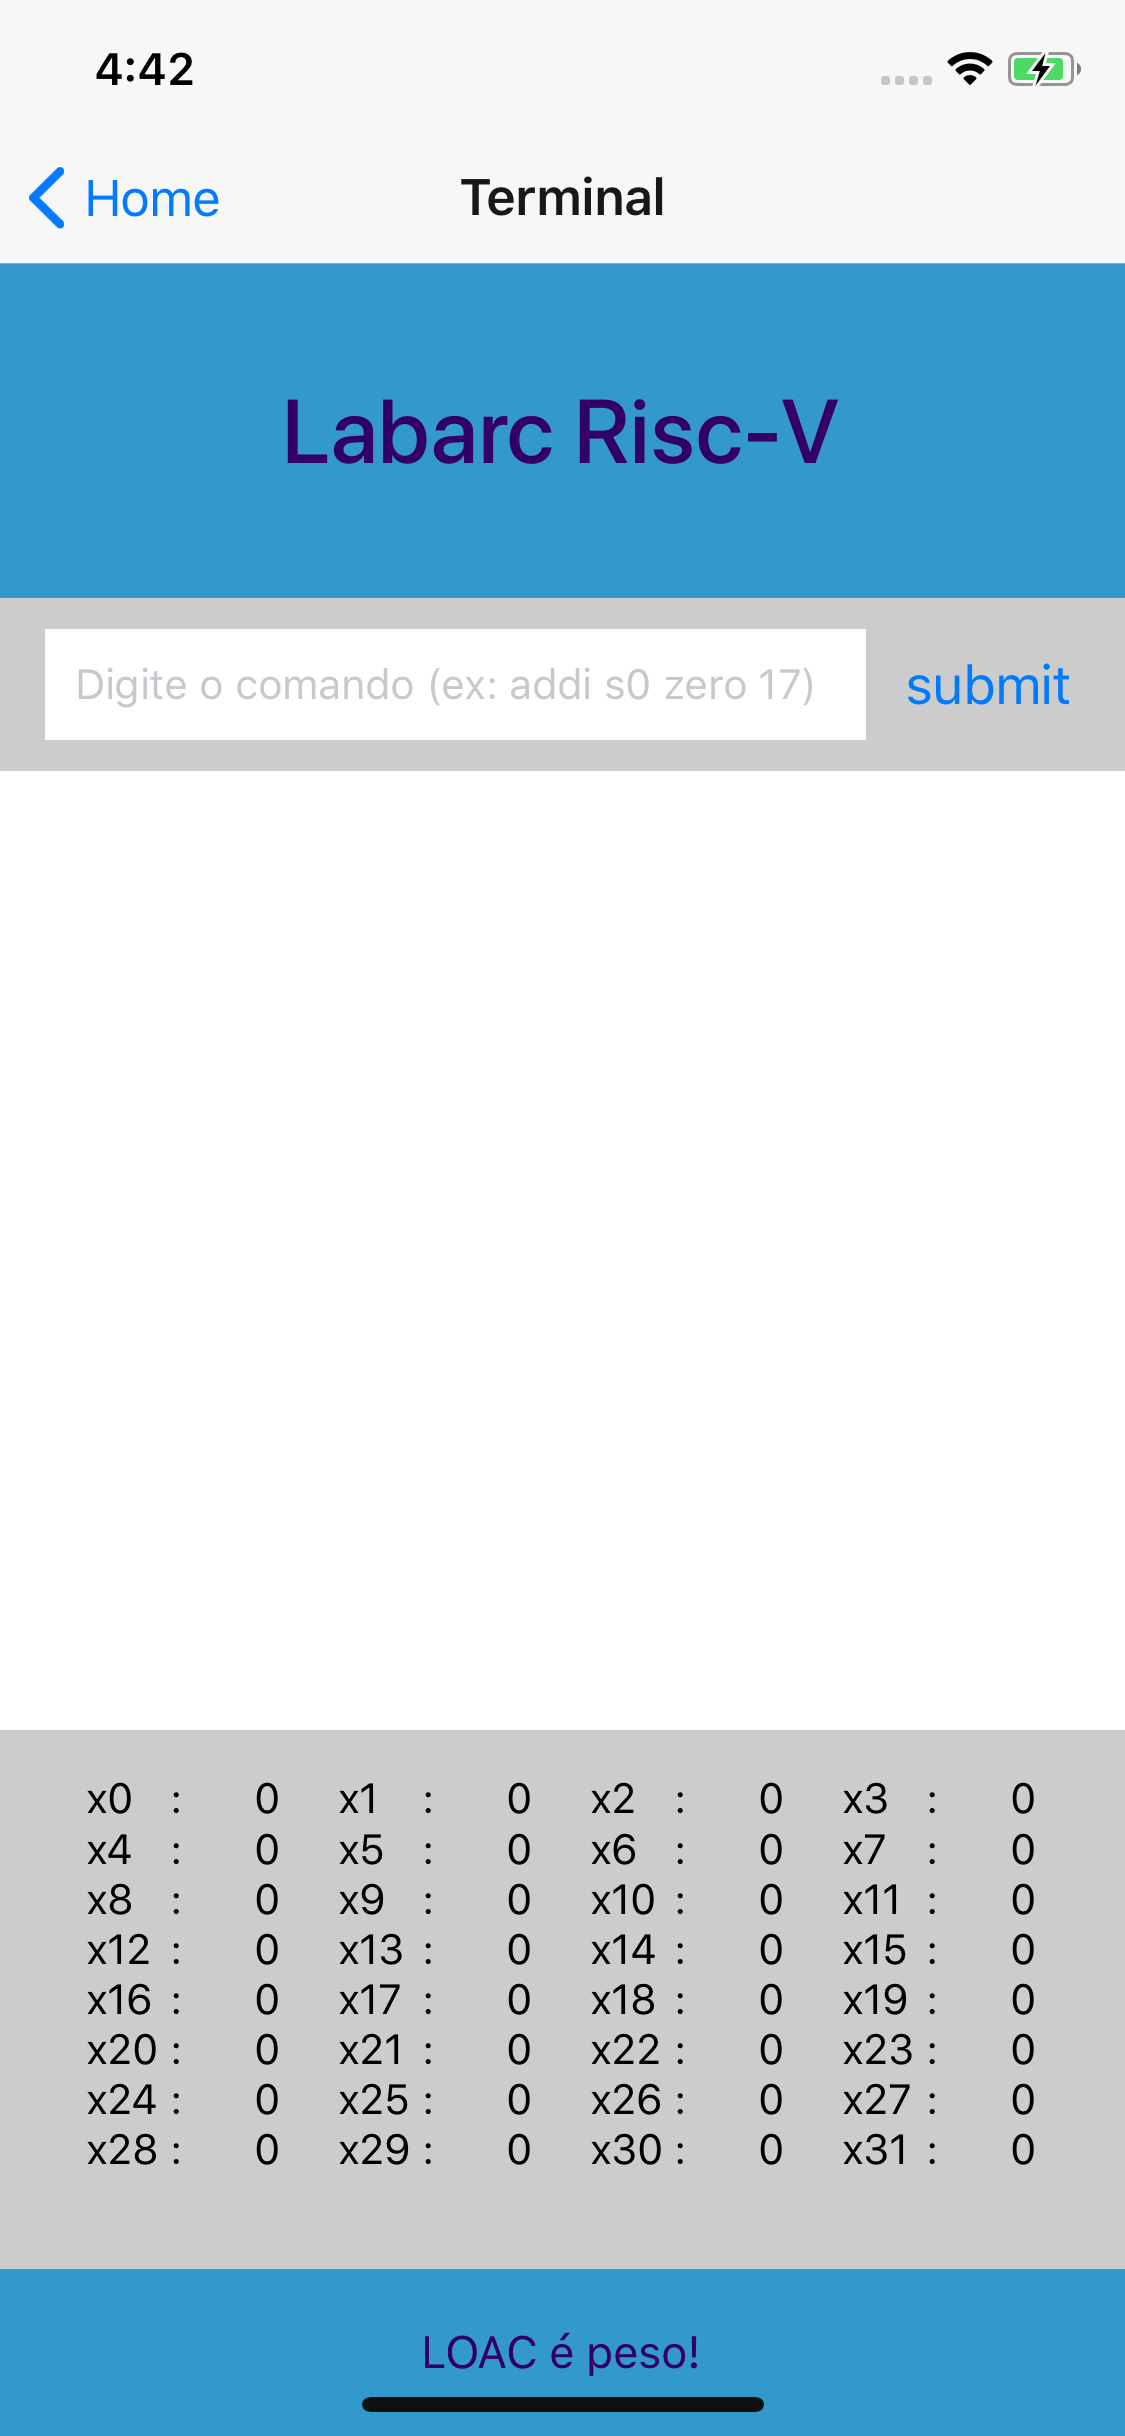 4:42
Home Terminal
Labarc Risc-V
Digite o comando (ex: addi s0 zero 17) submit
x0 : 0 x1 : 0 x2 : 0 x3 : 0
x4 : 0 x5 : 0 x6 : 0 x7 : 0
x8 : 0 x9 : 0 x10 : 0 x11 : 0
x12 : 0 x13 : 0 x14 : 0 x15 : 0
x16 : 0 x17 : 0 x18 : 0 x19 : 0
x20 : 0 x21 : 0 x22 : 0 x23 : 0
x24 : 0 x25 : 0 x26 : 0 x27 : 0
x28 : 0 x29 : 0 x30 : 0 x31 : 0
LOAC é peso!